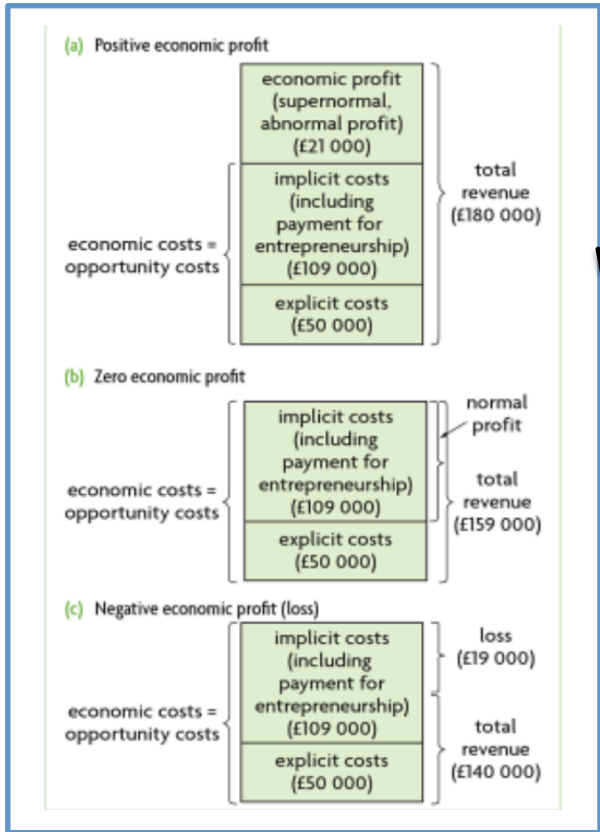 (a) Positive economic profit
economic profit
(supernormal,
abnormal profit)
(£21 000)
implicit costs
(including
payment for
entrepreneurship)
(£109 000)
explicit costs
(£50 000)
economic costs =
opportunity costs
total
revenue
(£180 000)
(b) Zero economic profit
implicit costs
(including
payment for
entrepreneurship)
(£109 000)
explicit costs
(£50 000)
economic costs =
opportunity costs
normal
profit
total
revenue
(£159 000)
(c) Negative economic profit (loss)
implicit costs
(including
payment for
entrepreneurship)
(£109 000)
explicit costs
(£50 000)
economic costs =
opportunity costs
loss
(£19 000)
total
revenue
(£140 000)